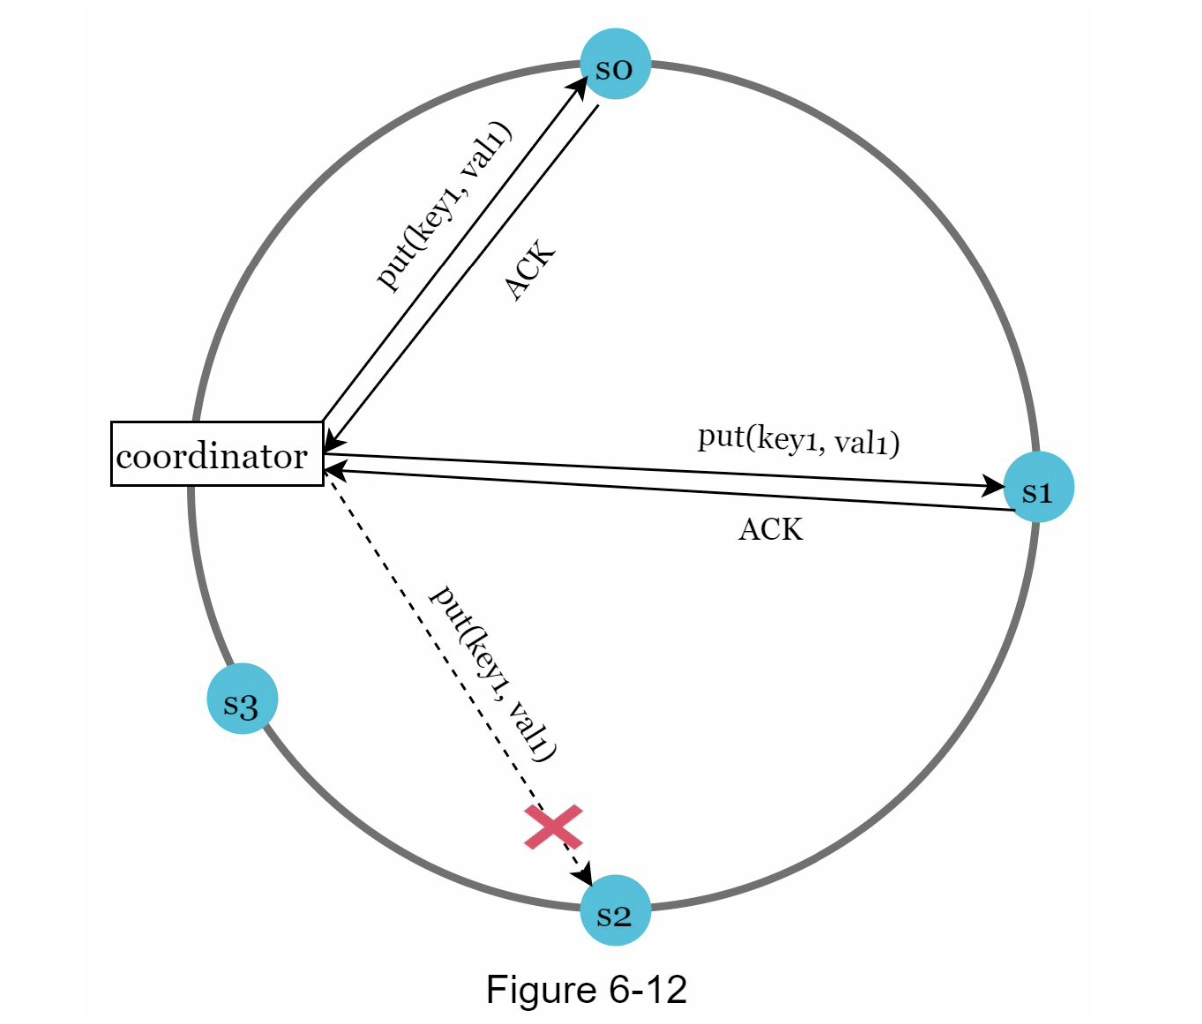 s0
put(key1, val1)
ACK
coordinator
put(key1, val1)
s1
ACK
put(key1, val1)
s3
s2
Figure 6-12